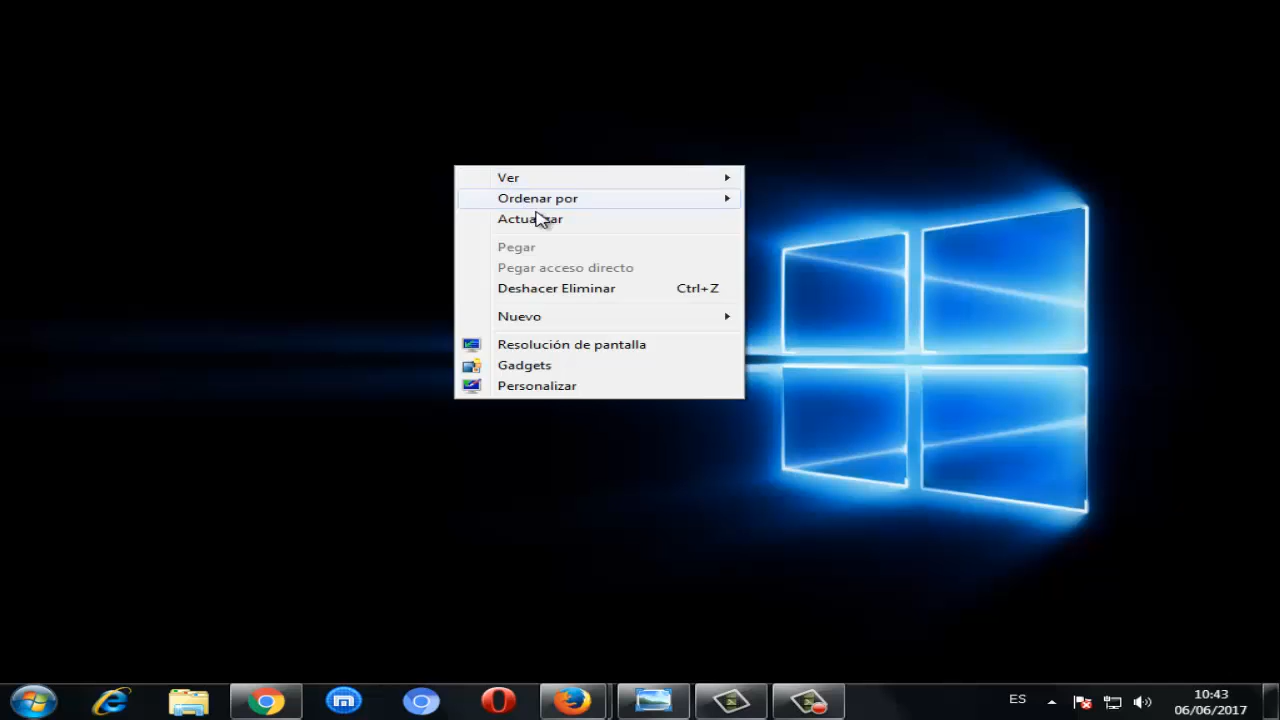 Ver
Ordenar por
Actualizar
Pegar
Pegar acceso directo
Deshacer Eliminar Ctrl+Z
Nuevo
Resolución de pantalla
Gadgets
Personalizar
ES
10:43
06/06/2017